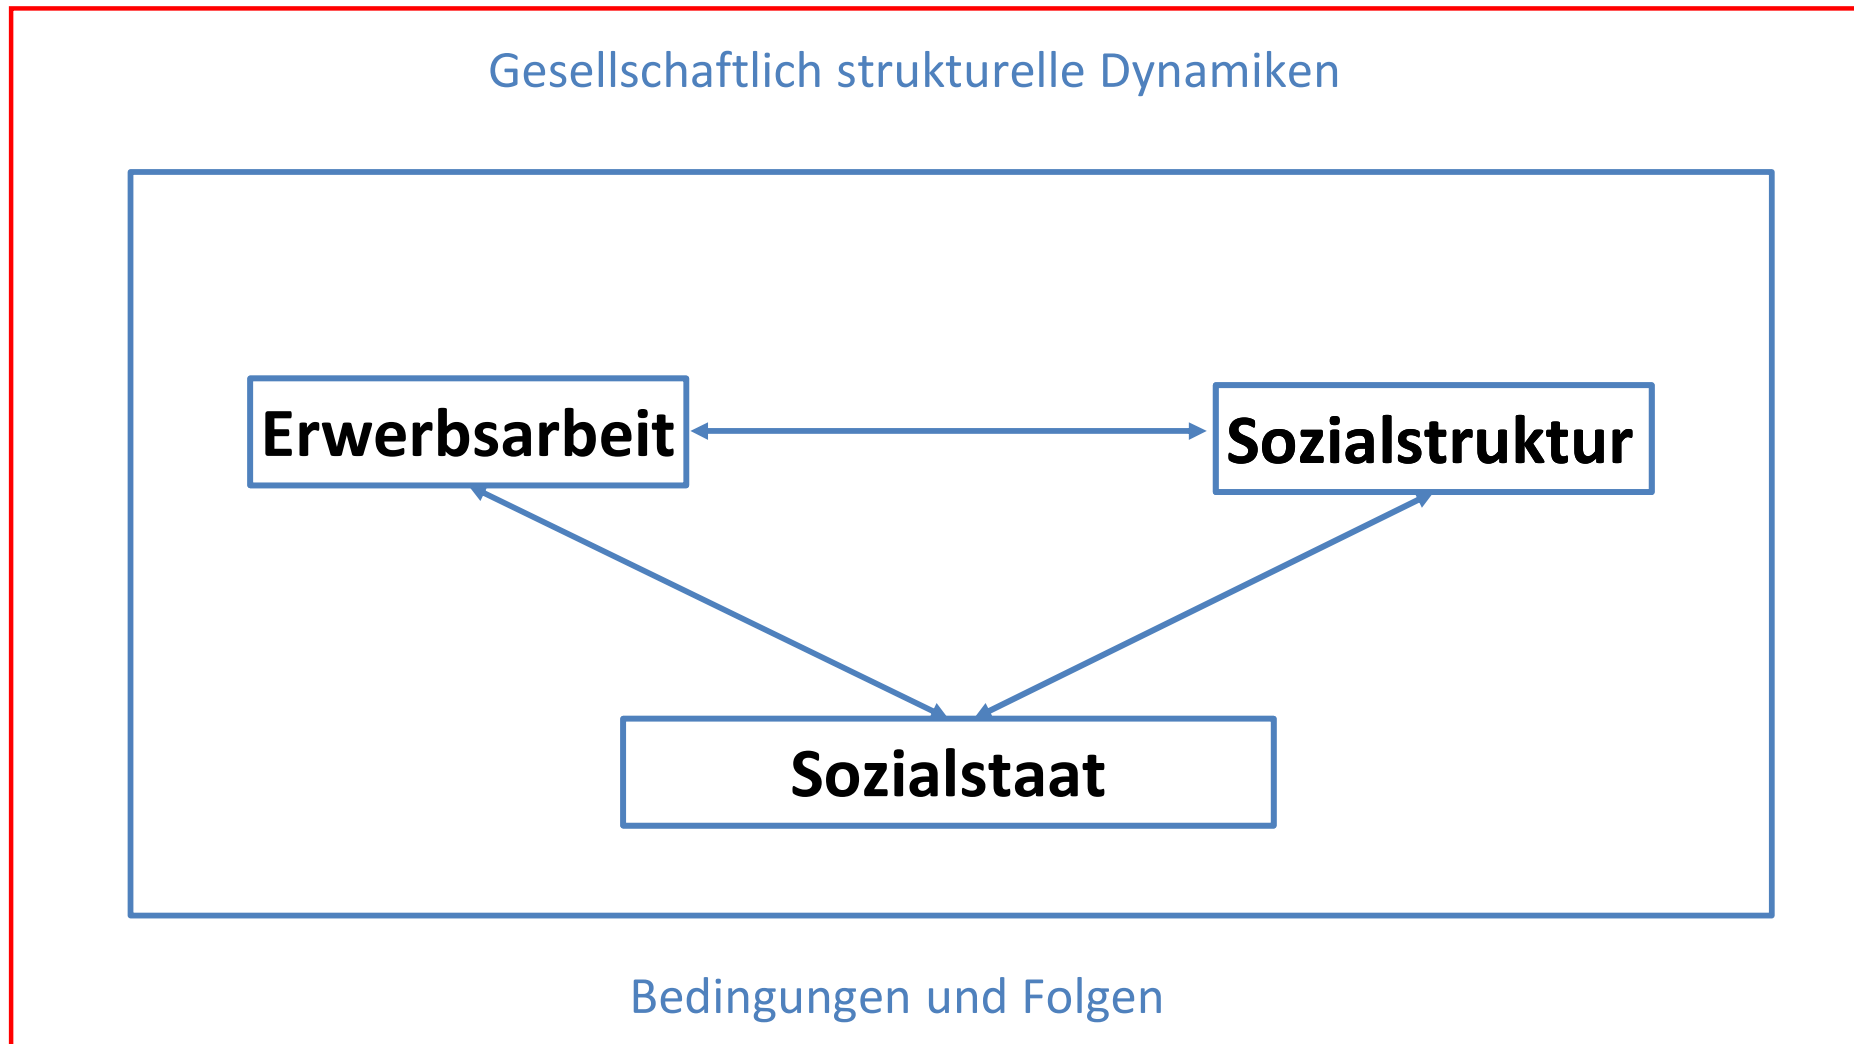 Gesellschaftlich strukturelle Dynamiken
Erwerbsarbeit
Sozialstruktur
Sozialstaat
Bedingungen und Folgen